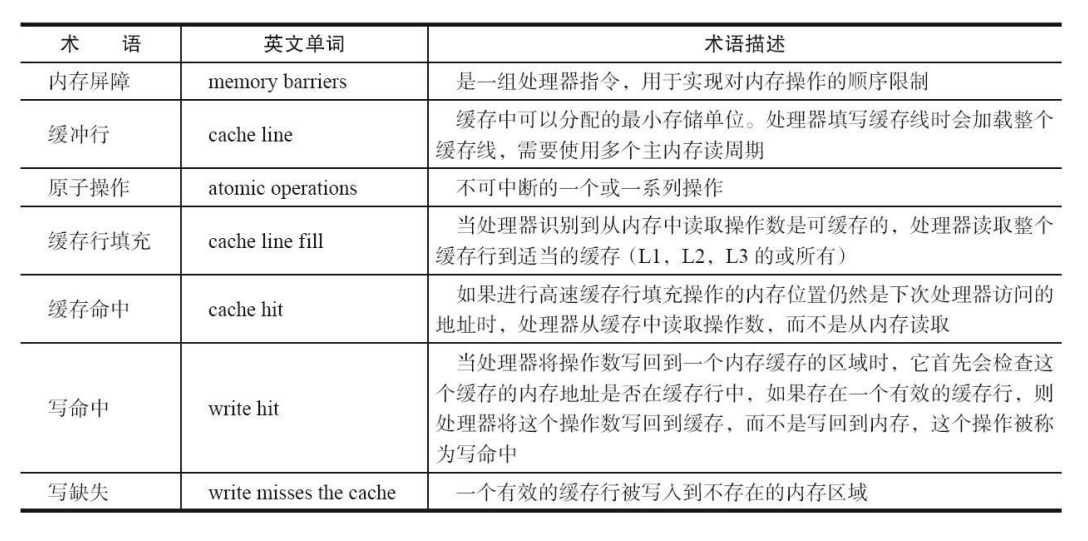 术 语 英文单词 术语描述
内存屏障 memory barriers 是一组处理器指令，用于实现对内存操作的顺序限制
缓冲行 cache line 缓存中可以分配的最小存储单位。处理器填写缓存线时会加载整个
缓存线，需要使用多个主内存读周期
原子操作 atomic operations 不可中断的一个或一系列操作
缓存行填充 cache line fill 当处理器识别到从内存中读取操作数是可缓存的，处理器读取整个
缓存行到适当的缓存（L1，L2，L3 的或所有）
缓存命中 cache hit 如果进行高速缓存行填充操作的内存位置仍然是下次处理器访问的
地址时，处理器从缓存中读取操作数，而不是从内存读取
写命中 write hit 当处理器将操作数写回到一个内存缓存的区域时，它首先会检查这
个缓存的内存地址是否在缓存行中，如果存在一个有效的缓存行，则
处理器将这个操作数写回到缓存，而不是写回到内存，这个操作被称
为写命中
写缺失 write misses the cache 一个有效的缓存行被写入到不存在的内存区域